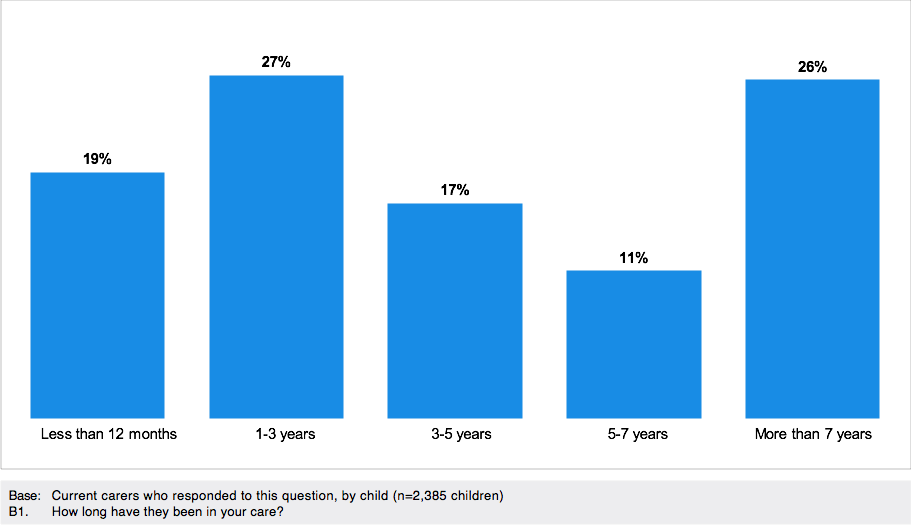 27%
26%
19%
17%
11%
Less than 12 months 1-3 years 3-5 years 5-7 years More than 7 years
Base: Current carers who responded to this question, by child (n=2,385 children)
B1. How long have they been in your care?